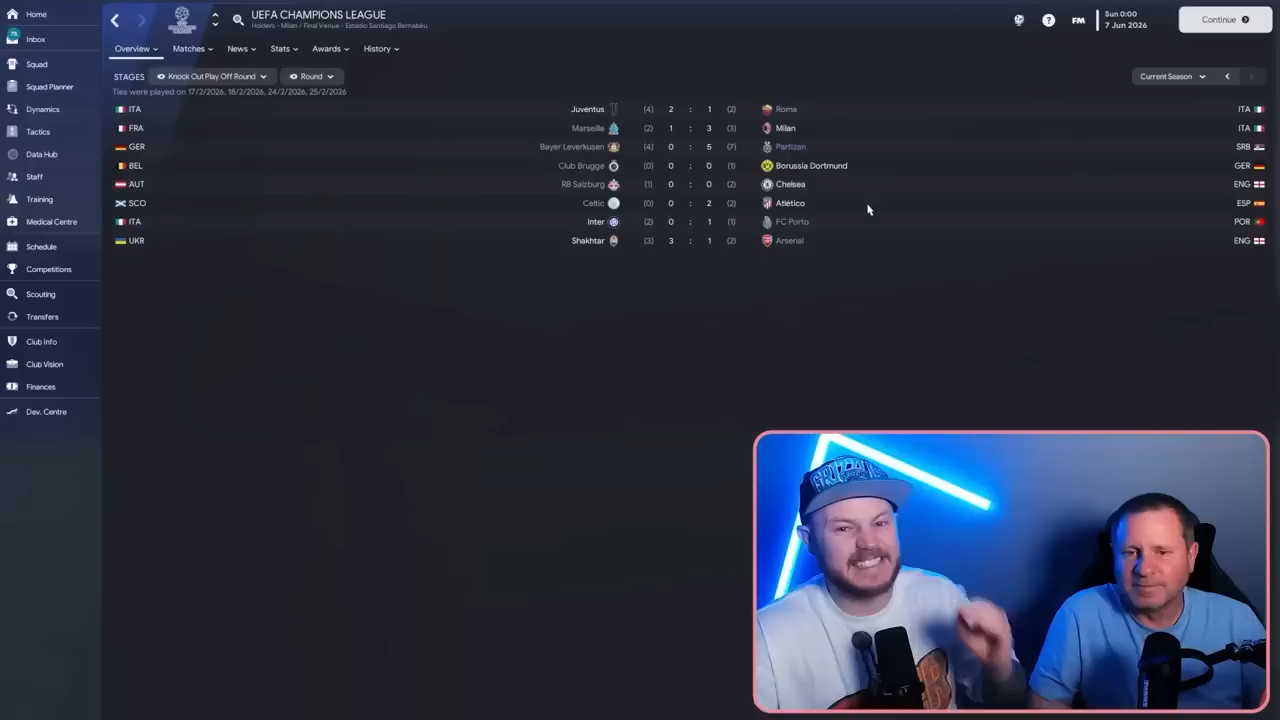 Home
75
Inbox
Squad
Squad Planner
Dynamics
Tactics
Data Hub
Staff
Training
Medical Centre
Schedule
Competitions
Scouting
Transfers
Club Info
Club Vision
Finances
Dev. Centre
UEFA CHAMPIONS LEAGUE
Holders - Milan / Final Venue - Estadio Santiago Bernabéu
? FM Sun 0:00
7 Jun 2026
Continue
Overview Matches News Stats Awards History
STAGES Knock Out Play Off Round Round Current Season
Ties were played on 17/2/2026, 18/2/2026, 24/2/2026, 25/2/2026
ITA Juventus (4) 2 : 1 (2) Roma ITA
FRA Marseille (2) 1 : 3 (3) Milan ITA
GER Bayer Leverkusen (4) 0 : 5 (7) Partizan SRB
BEL Club Brugge (0) 0 : 0 (1) Borussia Dortmund GER
AUT RB Salzburg (1) 0 : 0 (2) Chelsea ENG
SCO Celtic (0) 0 : 2 (2) Atlético ESP
ITA Inter (2) 0 : 1 (1) FC Porto POR
UKR Shakhtar (3) 3 : 1 (2) Arsenal ENG